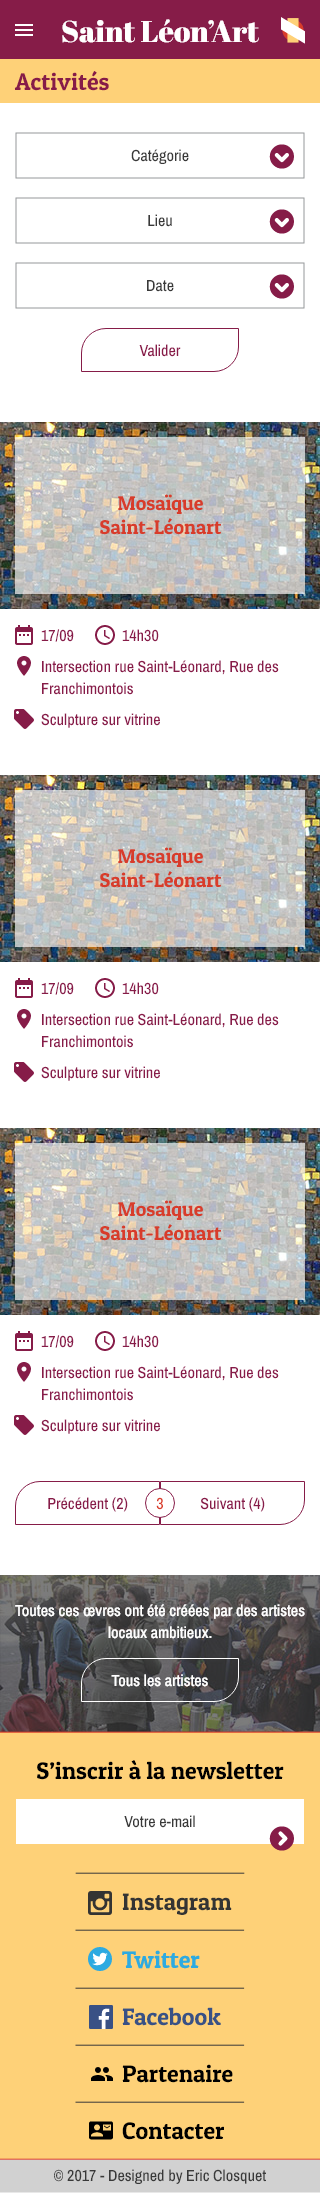 Saint Léon’Art
Activités
Catégorie
Lieu
Date
Valider
Mosaïque
Saint-Léonart
17/09 14h30
Intersection rue Saint-Léonard, Rue des
Franchimontois
Sculpture sur vitrine
Mosaïque
Saint-Léonart
17/09 14h30
Intersection rue Saint-Léonard, Rue des
Franchimontois
Sculpture sur vitrine
Mosaïque
Saint-Léonart
17/09 14h30
Intersection rue Saint-Léonard, Rue des
Franchimontois
Sculpture sur vitrine
Précédent (2) 3 Suivant (4)
Toutes ces œvres ont été créées par des artistes
locaux ambitieux.
Tous les artistes
S’inscrir à la newsletter
Votre e-mail
Instagram
Twitter
Facebook
Partenaire
Contacter
© 2017 - Designed by Eric Closquet